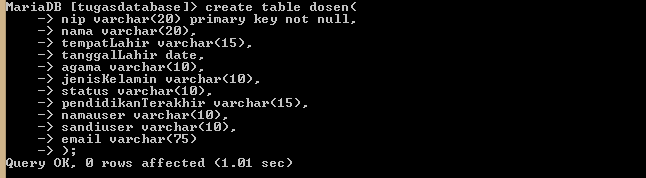 MariaDB [tugasdatabase]> create table dosen(
-> nip varchar(20) primary key not null,
-> nama varchar(20),
-> tempatLahir varchar(15),
-> tanggalLahir date,
-> agama varchar(10),
-> jenisKelamin varchar(10),
-> status varchar(10),
-> pendidikanTerakhir varchar(15),
-> namauser varchar(10),
-> sandiuser varchar(10),
-> email varchar(75)
-> );
Query OK, 0 rows affected (1.01 sec)